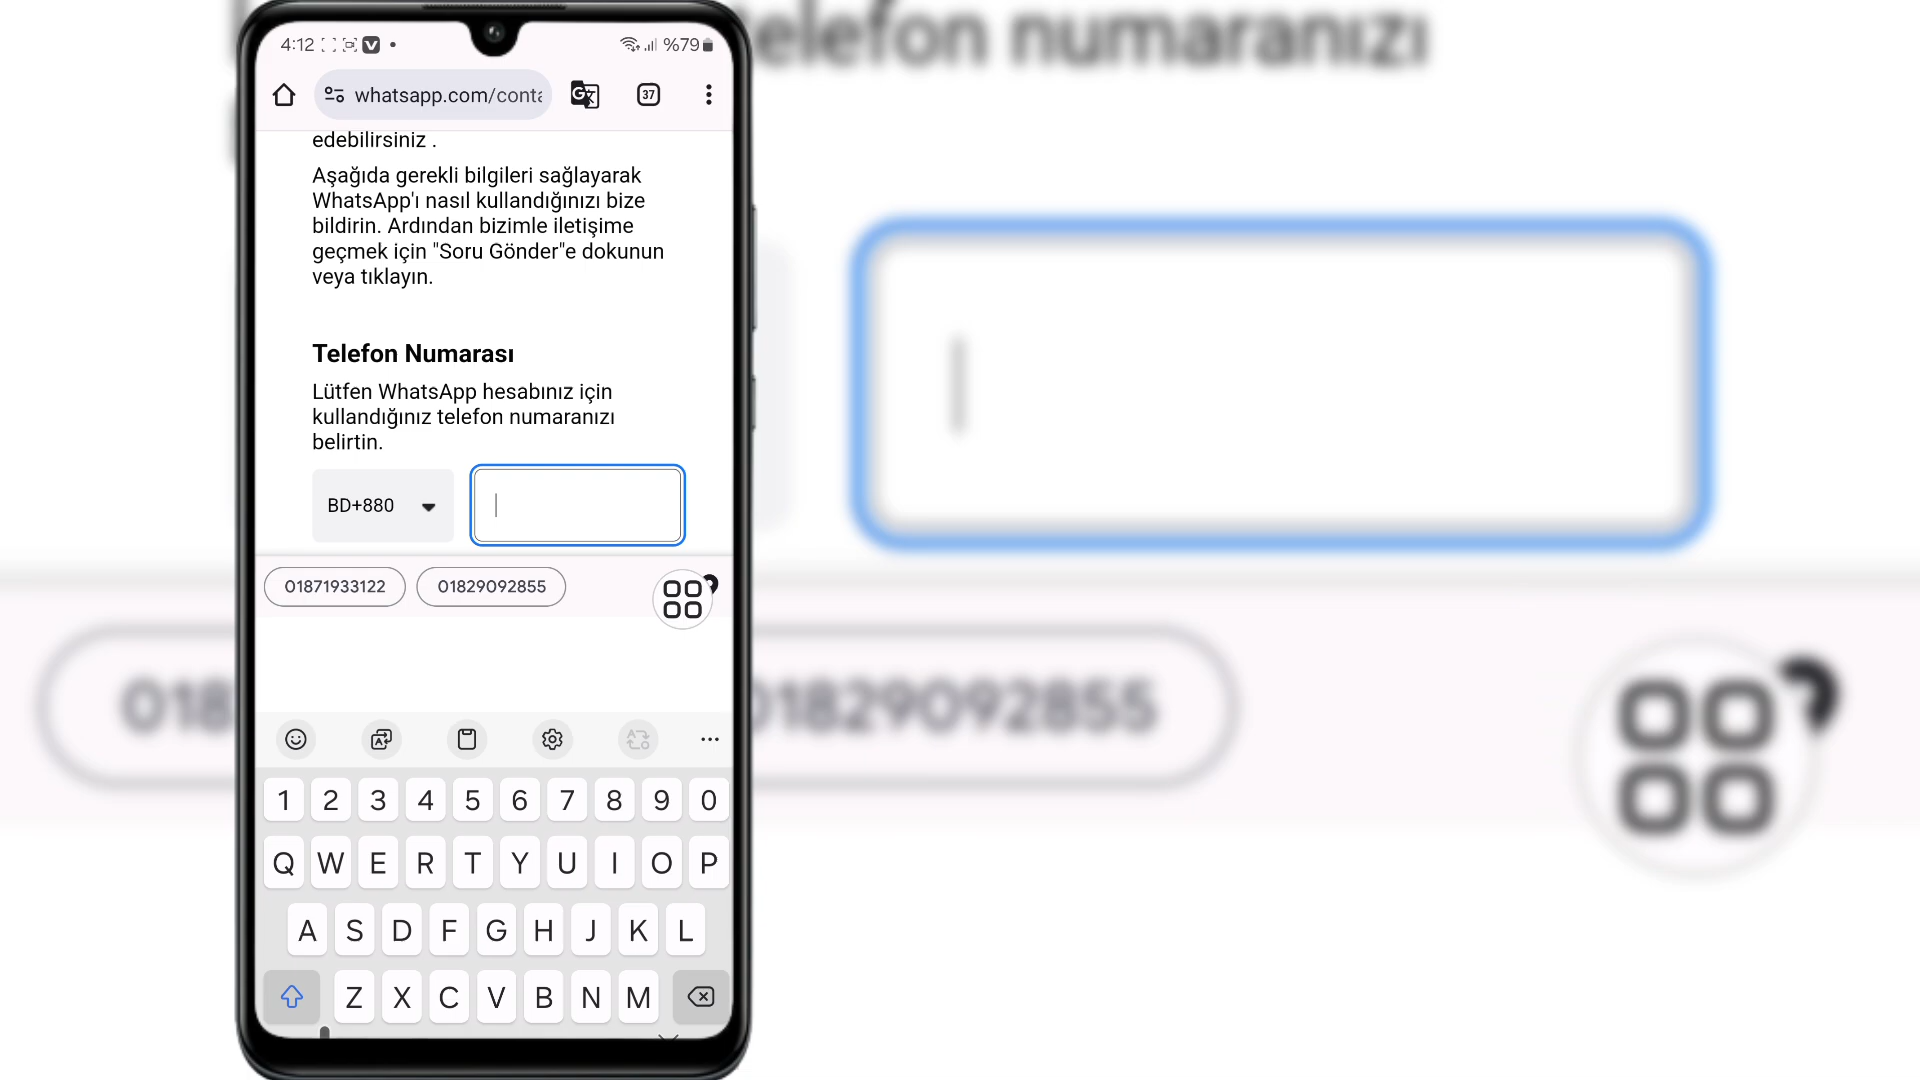 elefon numaranızı
4:12
%79
whatsapp.com/conta
37
edebilirsiniz .
Aşağıda gerekli bilgileri sağlayarak
WhatsApp'ı nasıl kullandığınızı bize
bildirin. Ardından bizimle iletişime
geçmek için "Soru Gönder"e dokunun
veya tıklayın.
Telefon Numarası
Lütfen WhatsApp hesabınız için
kullandığınız telefon numaranızı
belirtin.
BD+880
01871933122 01829092855
018 01829092855
1 2 3 4 5 6 7 8 9 0
Q W E R T Y U I O P
A S D F G H J K L
Z X C V B N M